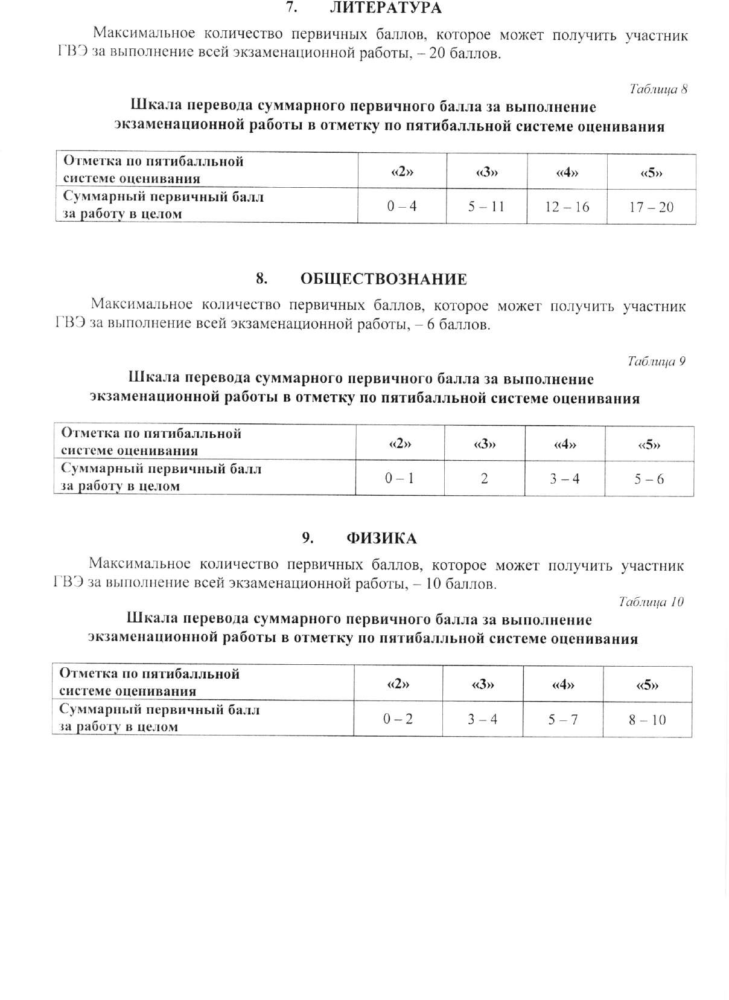 7. ЛИТЕРАТУРА
Максимальное количество первичных баллов, которое может получить участник
ГВЭ за выполнение всей экзаменационной работы, – 20 баллов.
Таблица 8
Шкала перевода суммарного первичного балла за выполнение
экзаменационной работы в отметку по пятибалльной системе оценивания
Отметка по пятибалльной
системе оценивания
«2» «3» «4» «5»
Суммарный первичный балл
за работу в целом
0 – 4 5 – 11 12 – 16 17 – 20
8. ОБЩЕСТВОЗНАНИЕ
Максимальное количество первичных баллов, которое может получить участник
ГВЭ за выполнение всей экзаменационной работы, – 6 баллов.
Таблица 9
Шкала перевода суммарного первичного балла за выполнение
экзаменационной работы в отметку по пятибалльной системе оценивания
Отметка по пятибалльной
системе оценивания
«2» «3» «4» «5»
Суммарный первичный балл
за работу в целом
0 – 1 2 3 – 4 5 – 6
9. ФИЗИКА
Максимальное количество первичных баллов, которое может получить участник
ГВЭ за выполнение всей экзаменационной работы, – 10 баллов.
Таблица 10
Шкала перевода суммарного первичного балла за выполнение
экзаменационной работы в отметку по пятибалльной системе оценивания
Отметка по пятибалльной
системе оценивания
«2» «3» «4» «5»
Суммарный первичный балл
за работу в целом
0 – 2 3 – 4 5 – 7 8 – 10